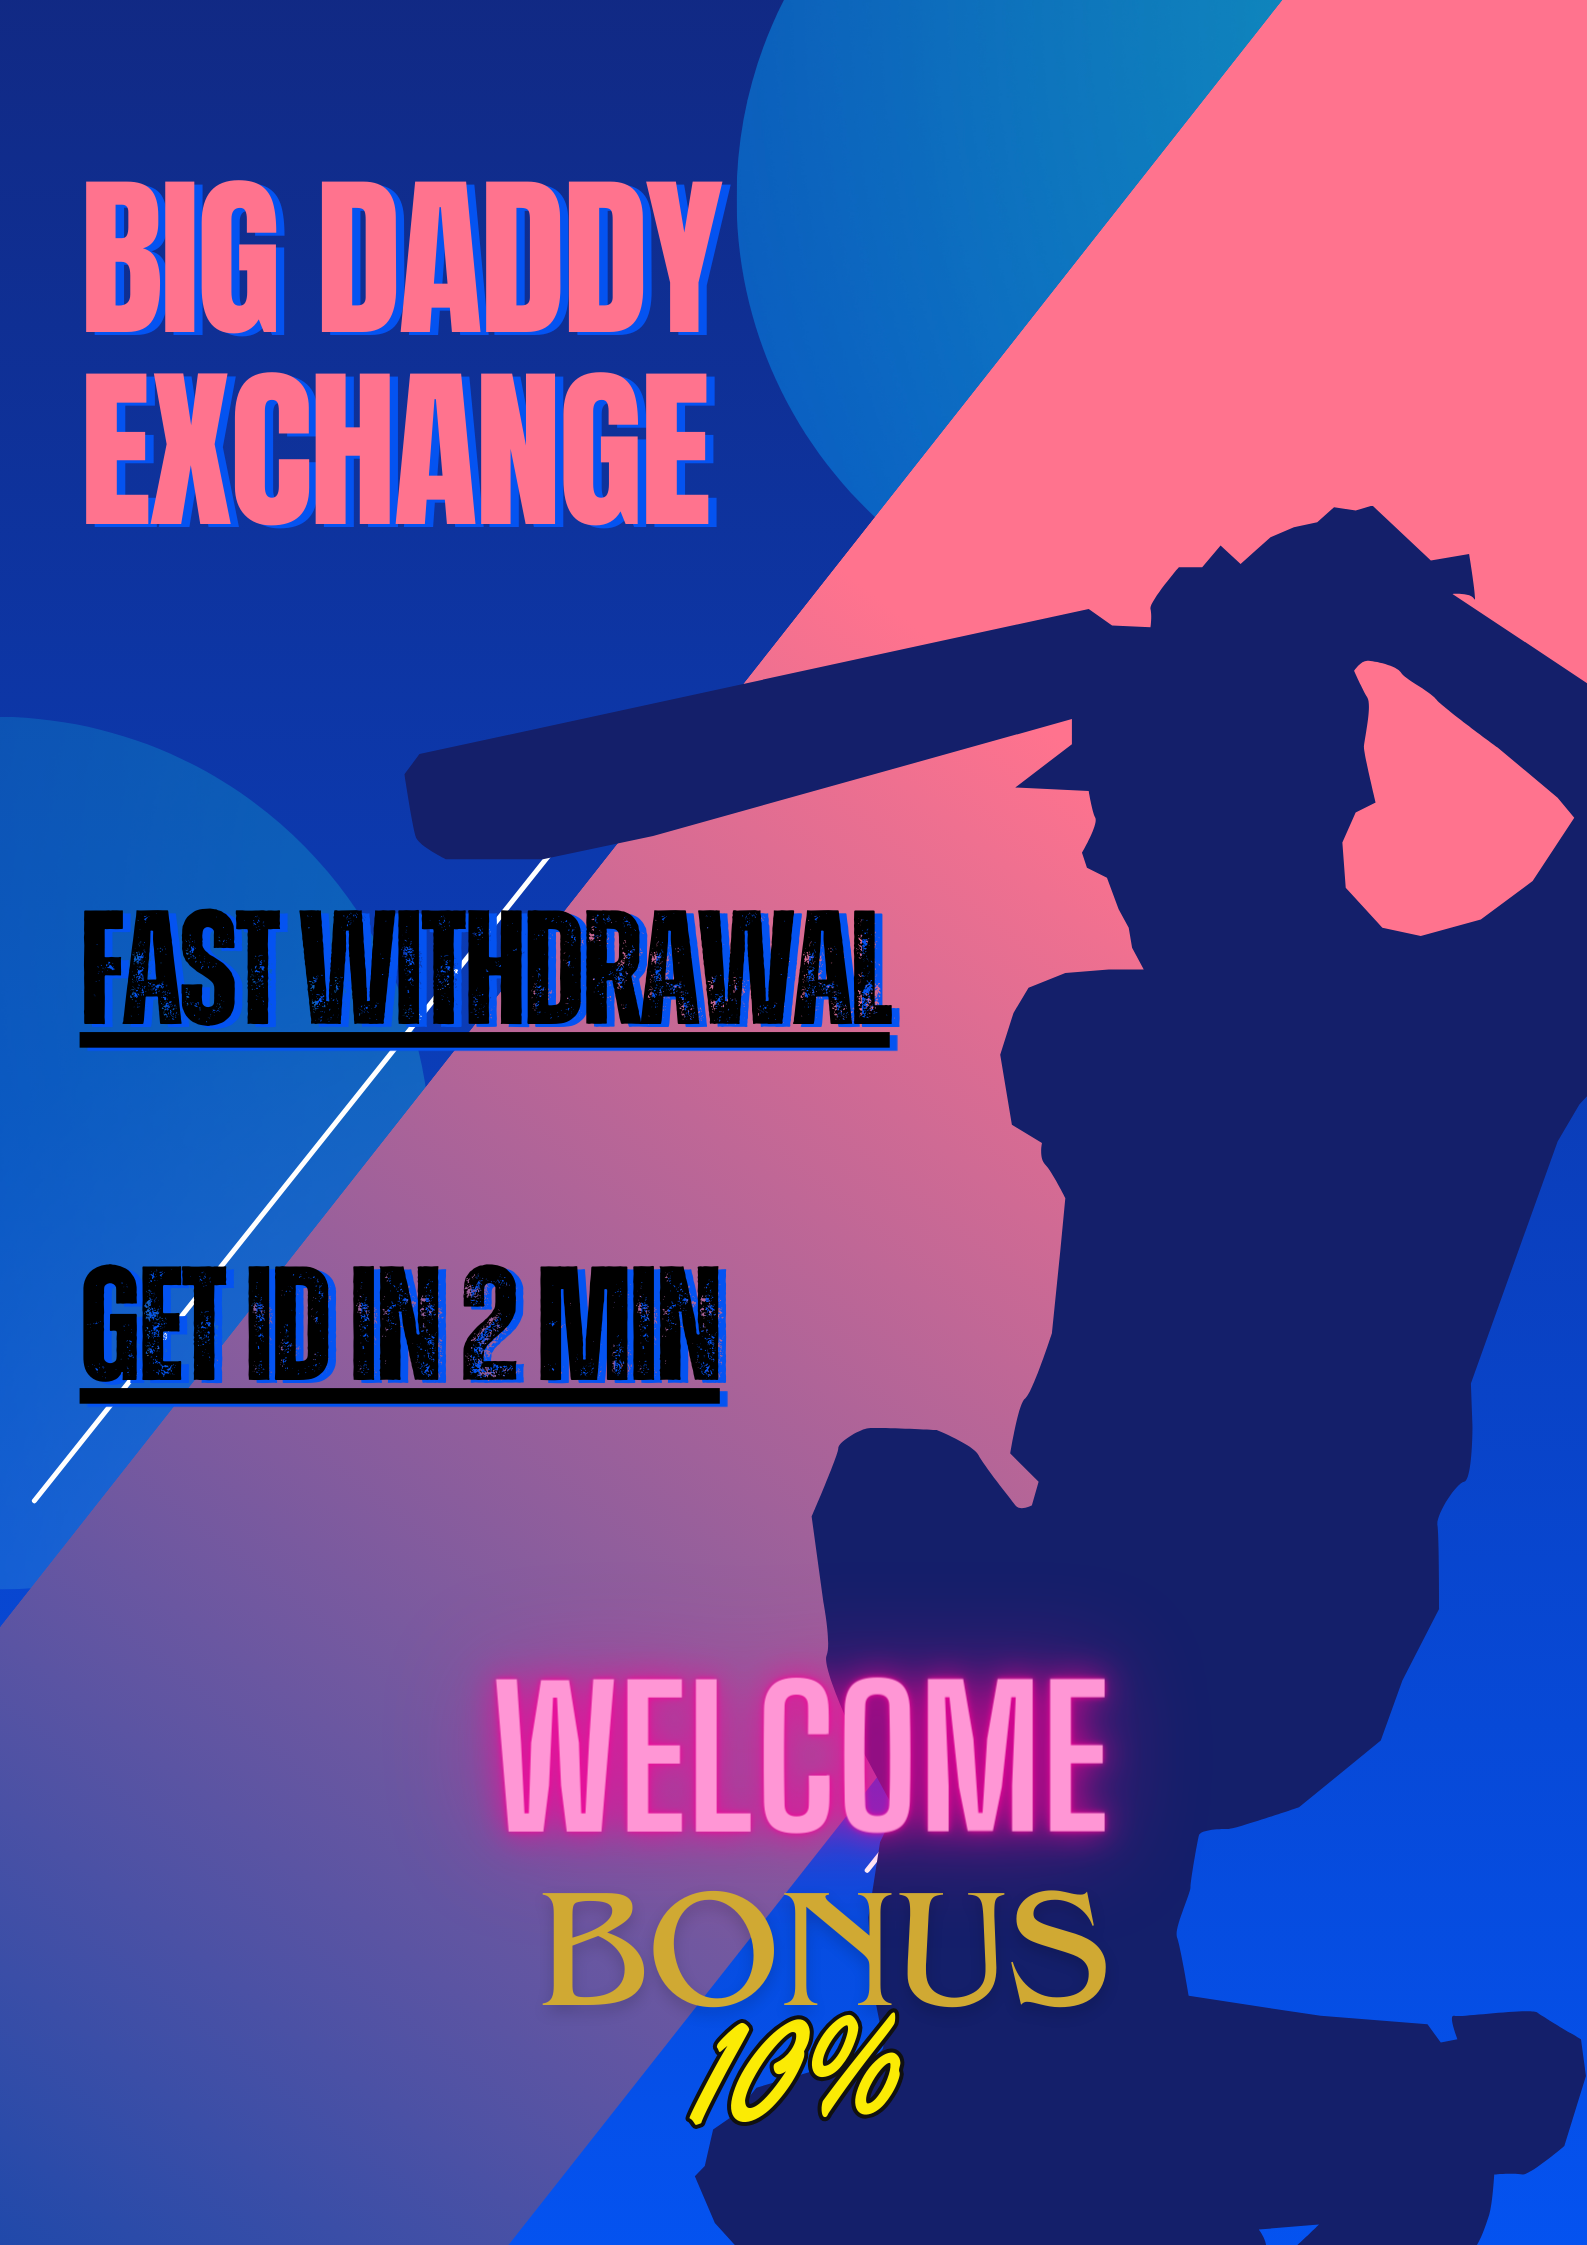 BIG DADDY
EXCHANGE
FAST WITHDRAWAL
GET ID IN 2 MIN
WELCOME
BONUS
10%